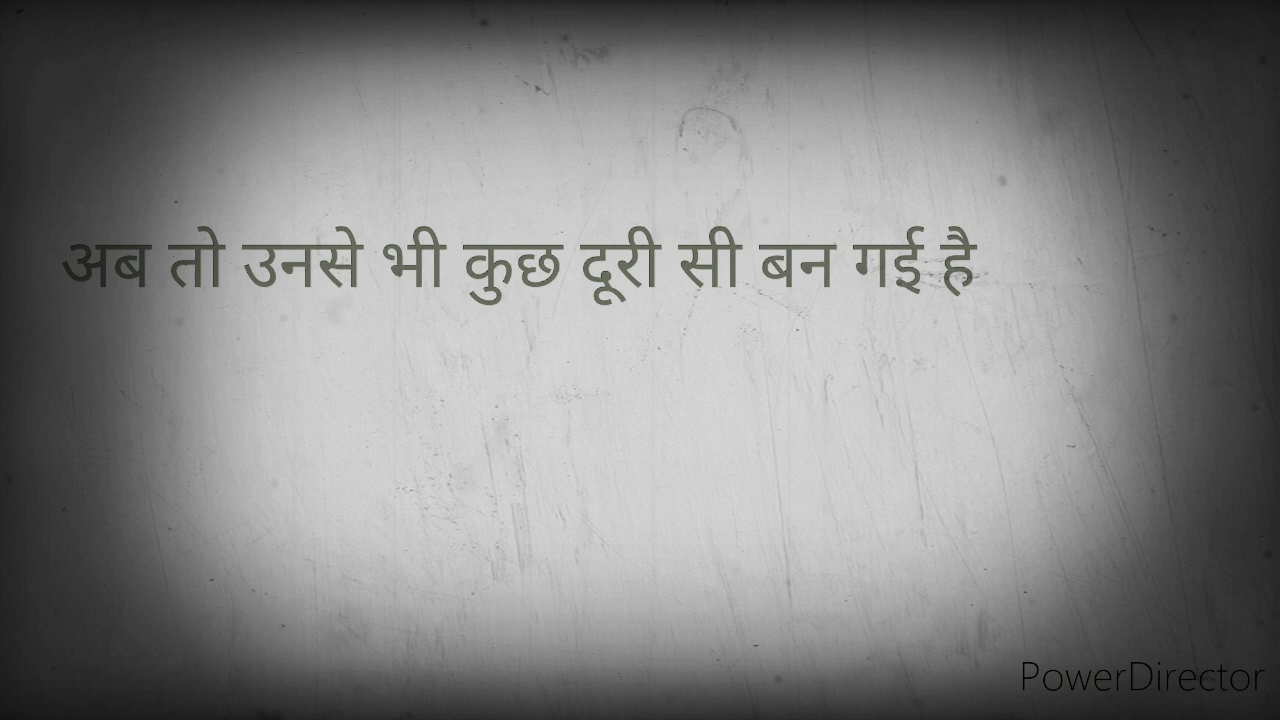 अब तो उनसे भी कुछ दूरी सी बन गई है
PowerDirector